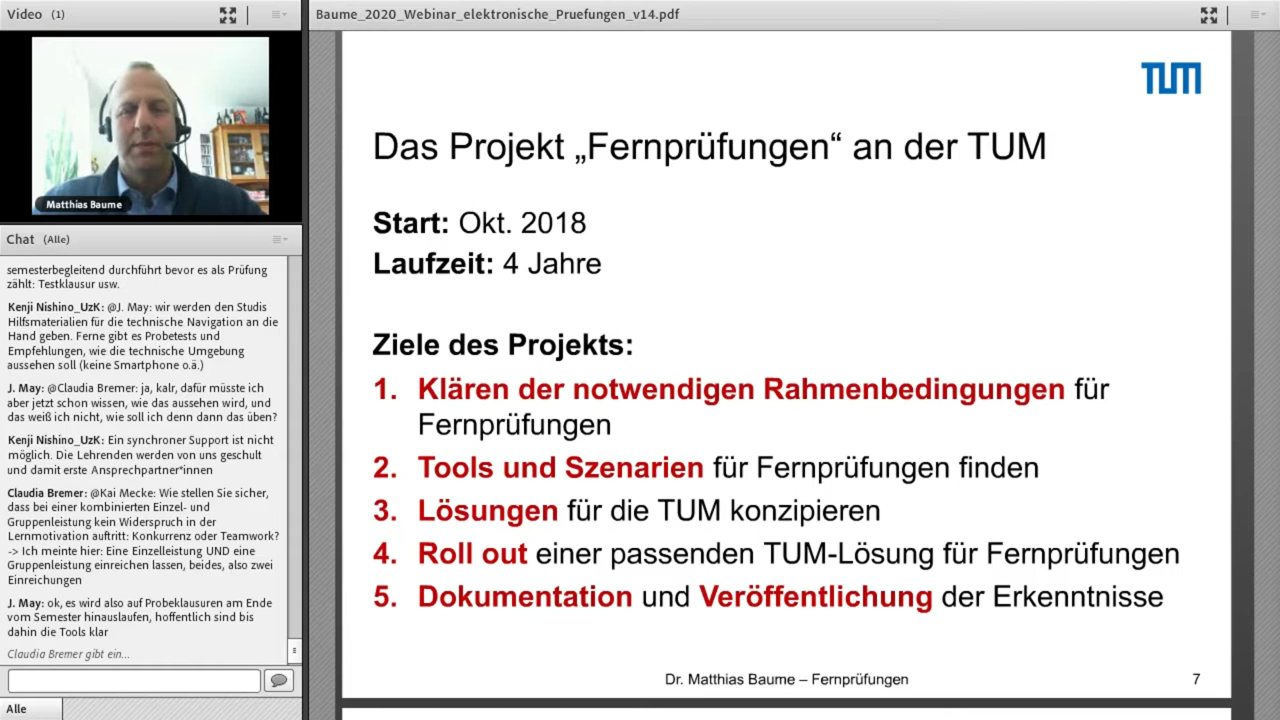 Video (1)
Matthias Baume
Chat (Alle)
semesterbegleitend durchführt bevor es als Prüfung
zählt: Testklausur usw.
Kenji Nishino_UzK: @J. May: wir werden den Studis
Hilfsmaterialien für die technische Navigation an die
Hand geben. Ferne gibt es Probetests und
Empfehlungen, wie die technische Umgebung
aussehen soll (keine Smartphone o.ä.)
J. May: @Claudia Bremer: ja, kalr, dafür müsste ich
aber jetzt schon wissen, wie das aussehen wird, und
das weiß ich nicht, wie soll ich denn dann das üben?
Kenji Nishino_UzK: Ein synchroner Support ist nicht
möglich. Die Lehrenden werden von uns geschult
und damit erste Ansprechpartner*innen
Claudia Bremer: @Kai Mecke: Wie stellen Sie sicher,
dass bei einer kombinierten Einzel- und
Gruppenleistung kein Widerspruch in der
Lernmotivation auftritt: Konkurrenz oder Teamwork?
-> Ich meinte hier: Eine Einzelleistung UND eine
Gruppenleistung einreichen lassen, beides, also zwei
Einreichungen
J. May: ok, es wird also auf Probeklausuren am Ende
vom Semester hinauslaufen, hoffentlich sind bis
dahin die Tools klar
Claudia Bremer gibt ein...
Alle
Baume_2020_Webinar_elektronische_Pruefungen_v14.pdf
TUM
Das Projekt „Fernprüfungen“ an der TUM
Start: Okt. 2018
Laufzeit: 4 Jahre
Ziele des Projekts:
1. Klären der notwendigen Rahmenbedingungen für
Fernprüfungen
2. Tools und Szenarien für Fernprüfungen finden
3. Lösungen für die TUM konzipieren
4. Roll out einer passenden TUM-Lösung für Fernprüfungen
5. Dokumentation und Veröffentlichung der Erkenntnisse
Dr. Matthias Baume – Fernprüfungen
7